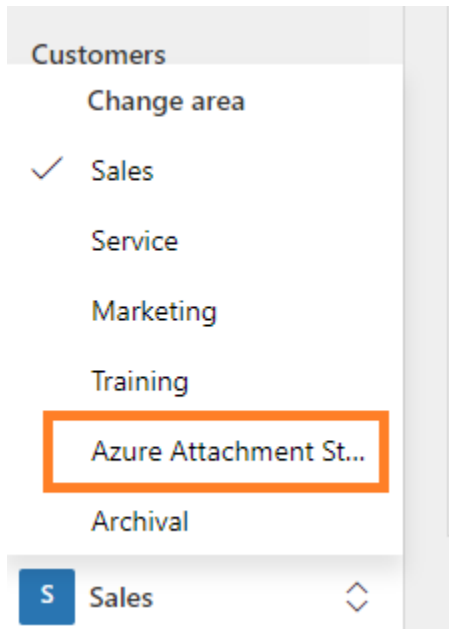 Customers
Change area
Sales
Service
Marketing
Training
Azure Attachment St...
Archival
S Sales